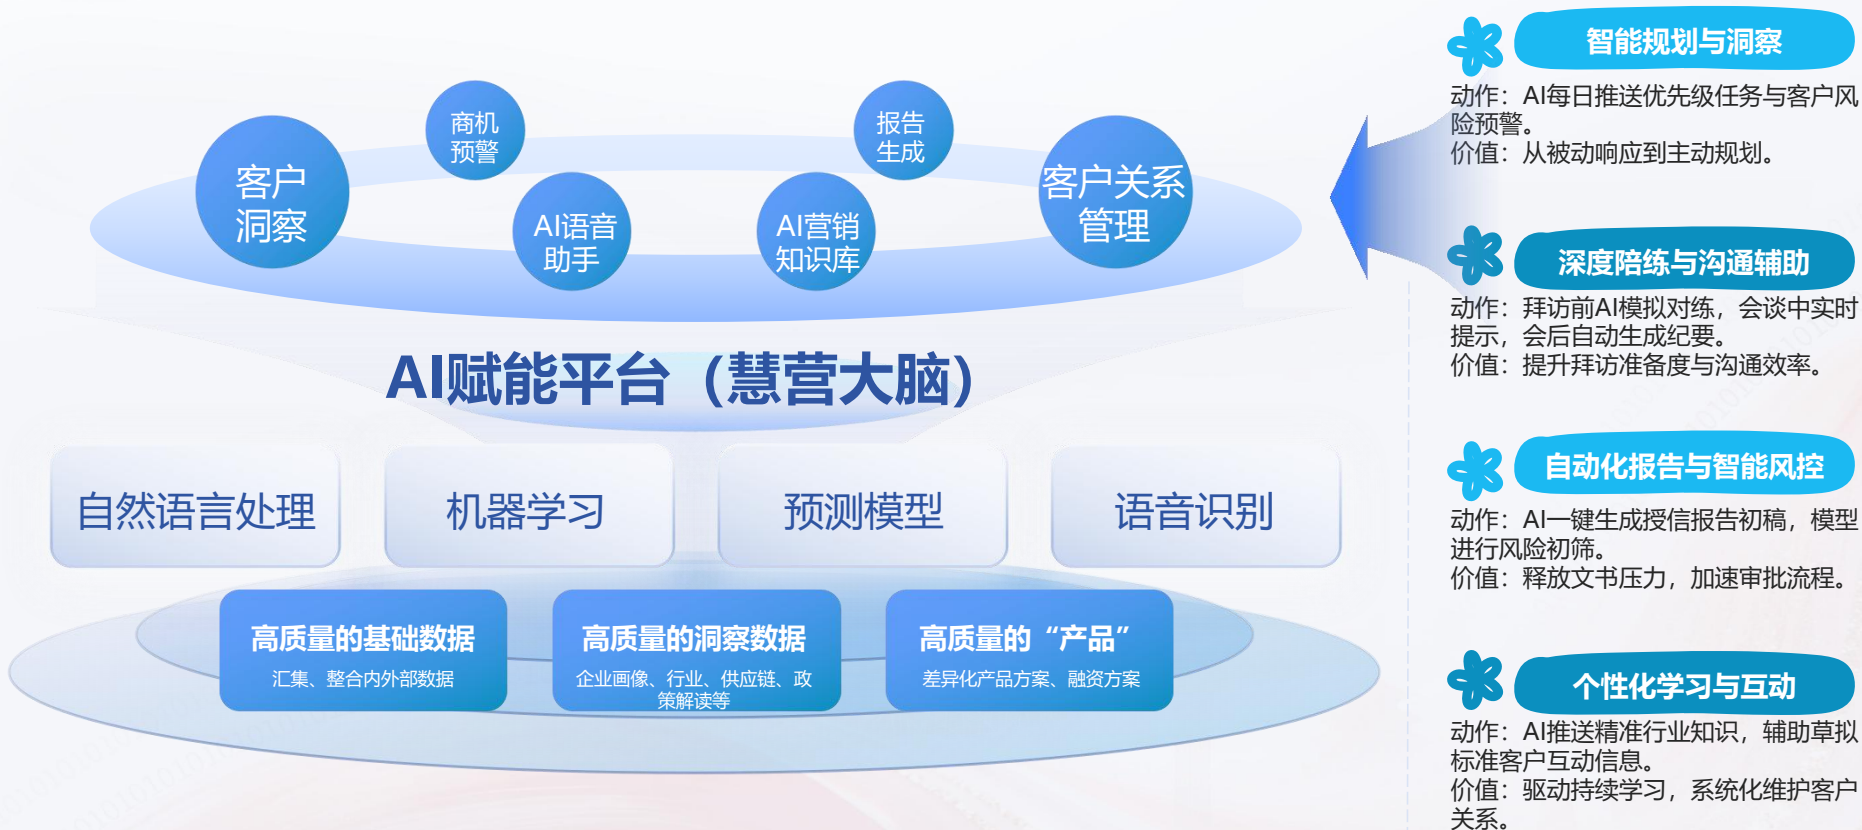 商机
预警
报告
生成
客户
洞察
客户关系
管理
AI语音
助手
AI营销
知识库
AI赋能平台（慧营大脑）
自然语言处理
机器学习
预测模型
语音识别
高质量的基础数据
汇集、整合内外部数据
高质量的洞察数据
企业画像、行业、供应链、政
策解读等
高质量的“产品”
差异化产品方案、融资方案
智能规划与洞察
动作：AI每日推送优先级任务与客户风
险预警。
价值：从被动响应到主动规划。
深度陪练与沟通辅助
动作：拜访前AI模拟对练，会谈中实时
提示，会后自动生成纪要。
价值：提升拜访准备度与沟通效率。
自动化报告与智能风控
动作：AI一键生成授信报告初稿，模型
进行风险初筛。
价值：释放文书压力，加速审批流程。
个性化学习与互动
动作：AI推送精准行业知识，辅助草拟
标准客户互动信息。
价值：驱动持续学习，系统化维护客户
关系。